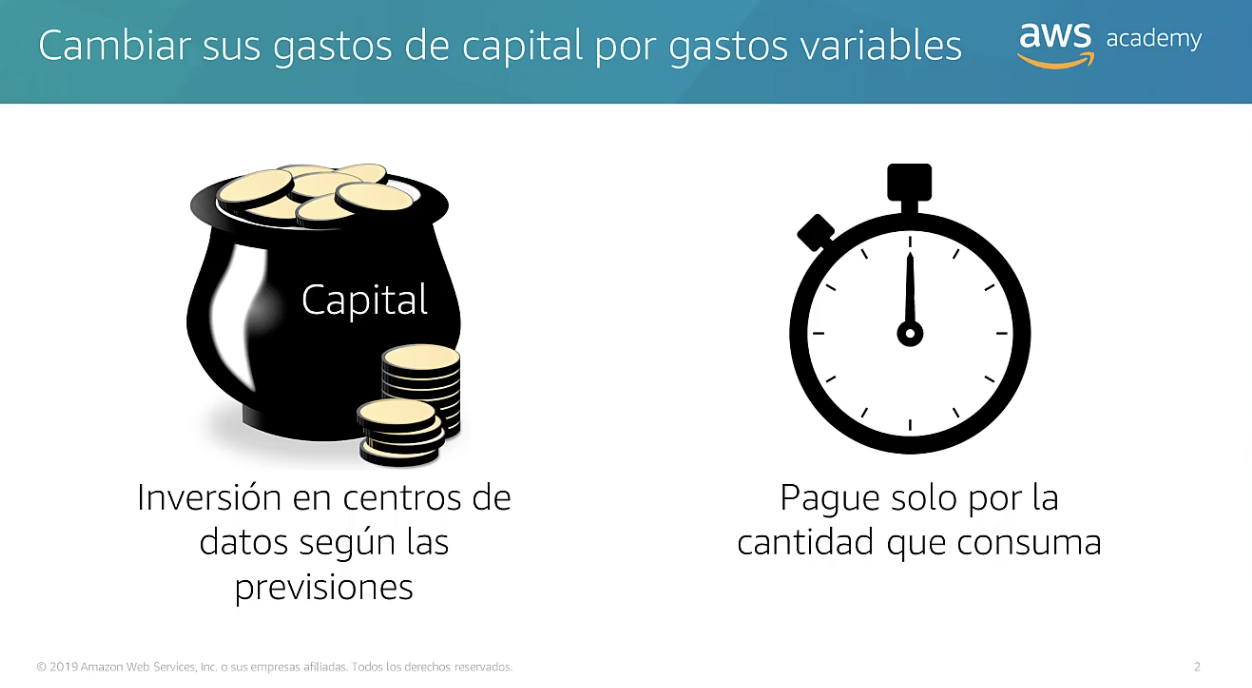 Cambiar sus gastos de capital por gastos variables
aws academy
Capital
Inversión en centros de
datos según las
previsiones
Pague solo por la
cantidad que consuma
© 2019 Amazon Web Services, Inc. o sus empresas afiliadas. Todos los derechos reservados.
2